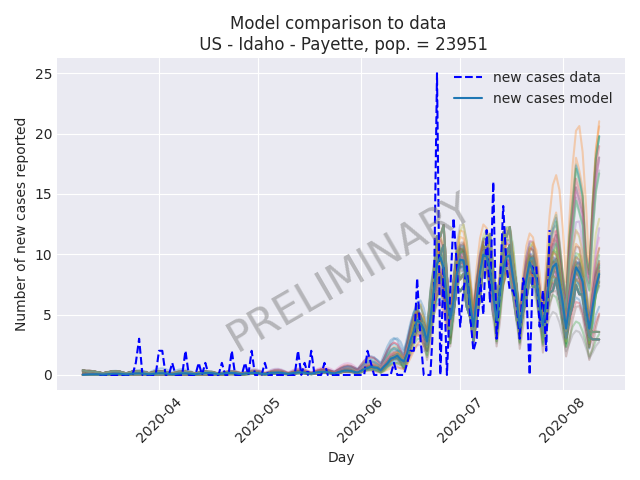 Model comparison to data
US - Idaho - Payette, pop. = 23951
new cases data
new cases model
Number of new cases reported
25
20
15
10
5
0
PRELIMINARY
2020-04
2020-05
2020-06
2020-07
2020-08
Day